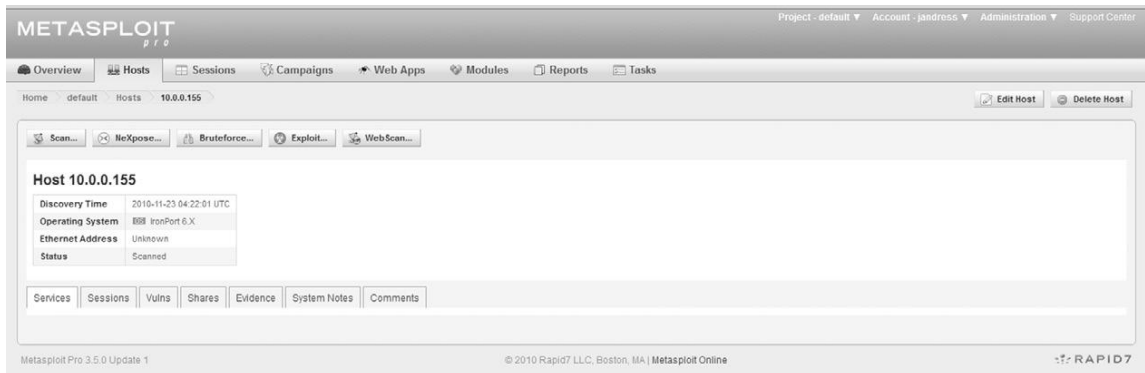 METASPLOIT
pro
Project - default ▼ Account - jandress ▼ Administration ▼ Support Center
Overview Hosts Sessions Campaigns Web Apps Modules Reports Tasks
Home default Hosts 10.0.0.155
Edit Host Delete Host
Scan... NeXpose... Bruteforce... Exploit... WebScan...
Host 10.0.0.155
Discovery Time 2010-11-23 04:22:01 UTC
Operating System IronPort 6.X
Ethernet Address Unknown
Status Scanned
Services Sessions Vulns Shares Evidence System Notes Comments
Metasploit Pro 3.5.0 Update 1
© 2010 Rapid7 LLC, Boston, MA | Metasploit Online
RAPID7